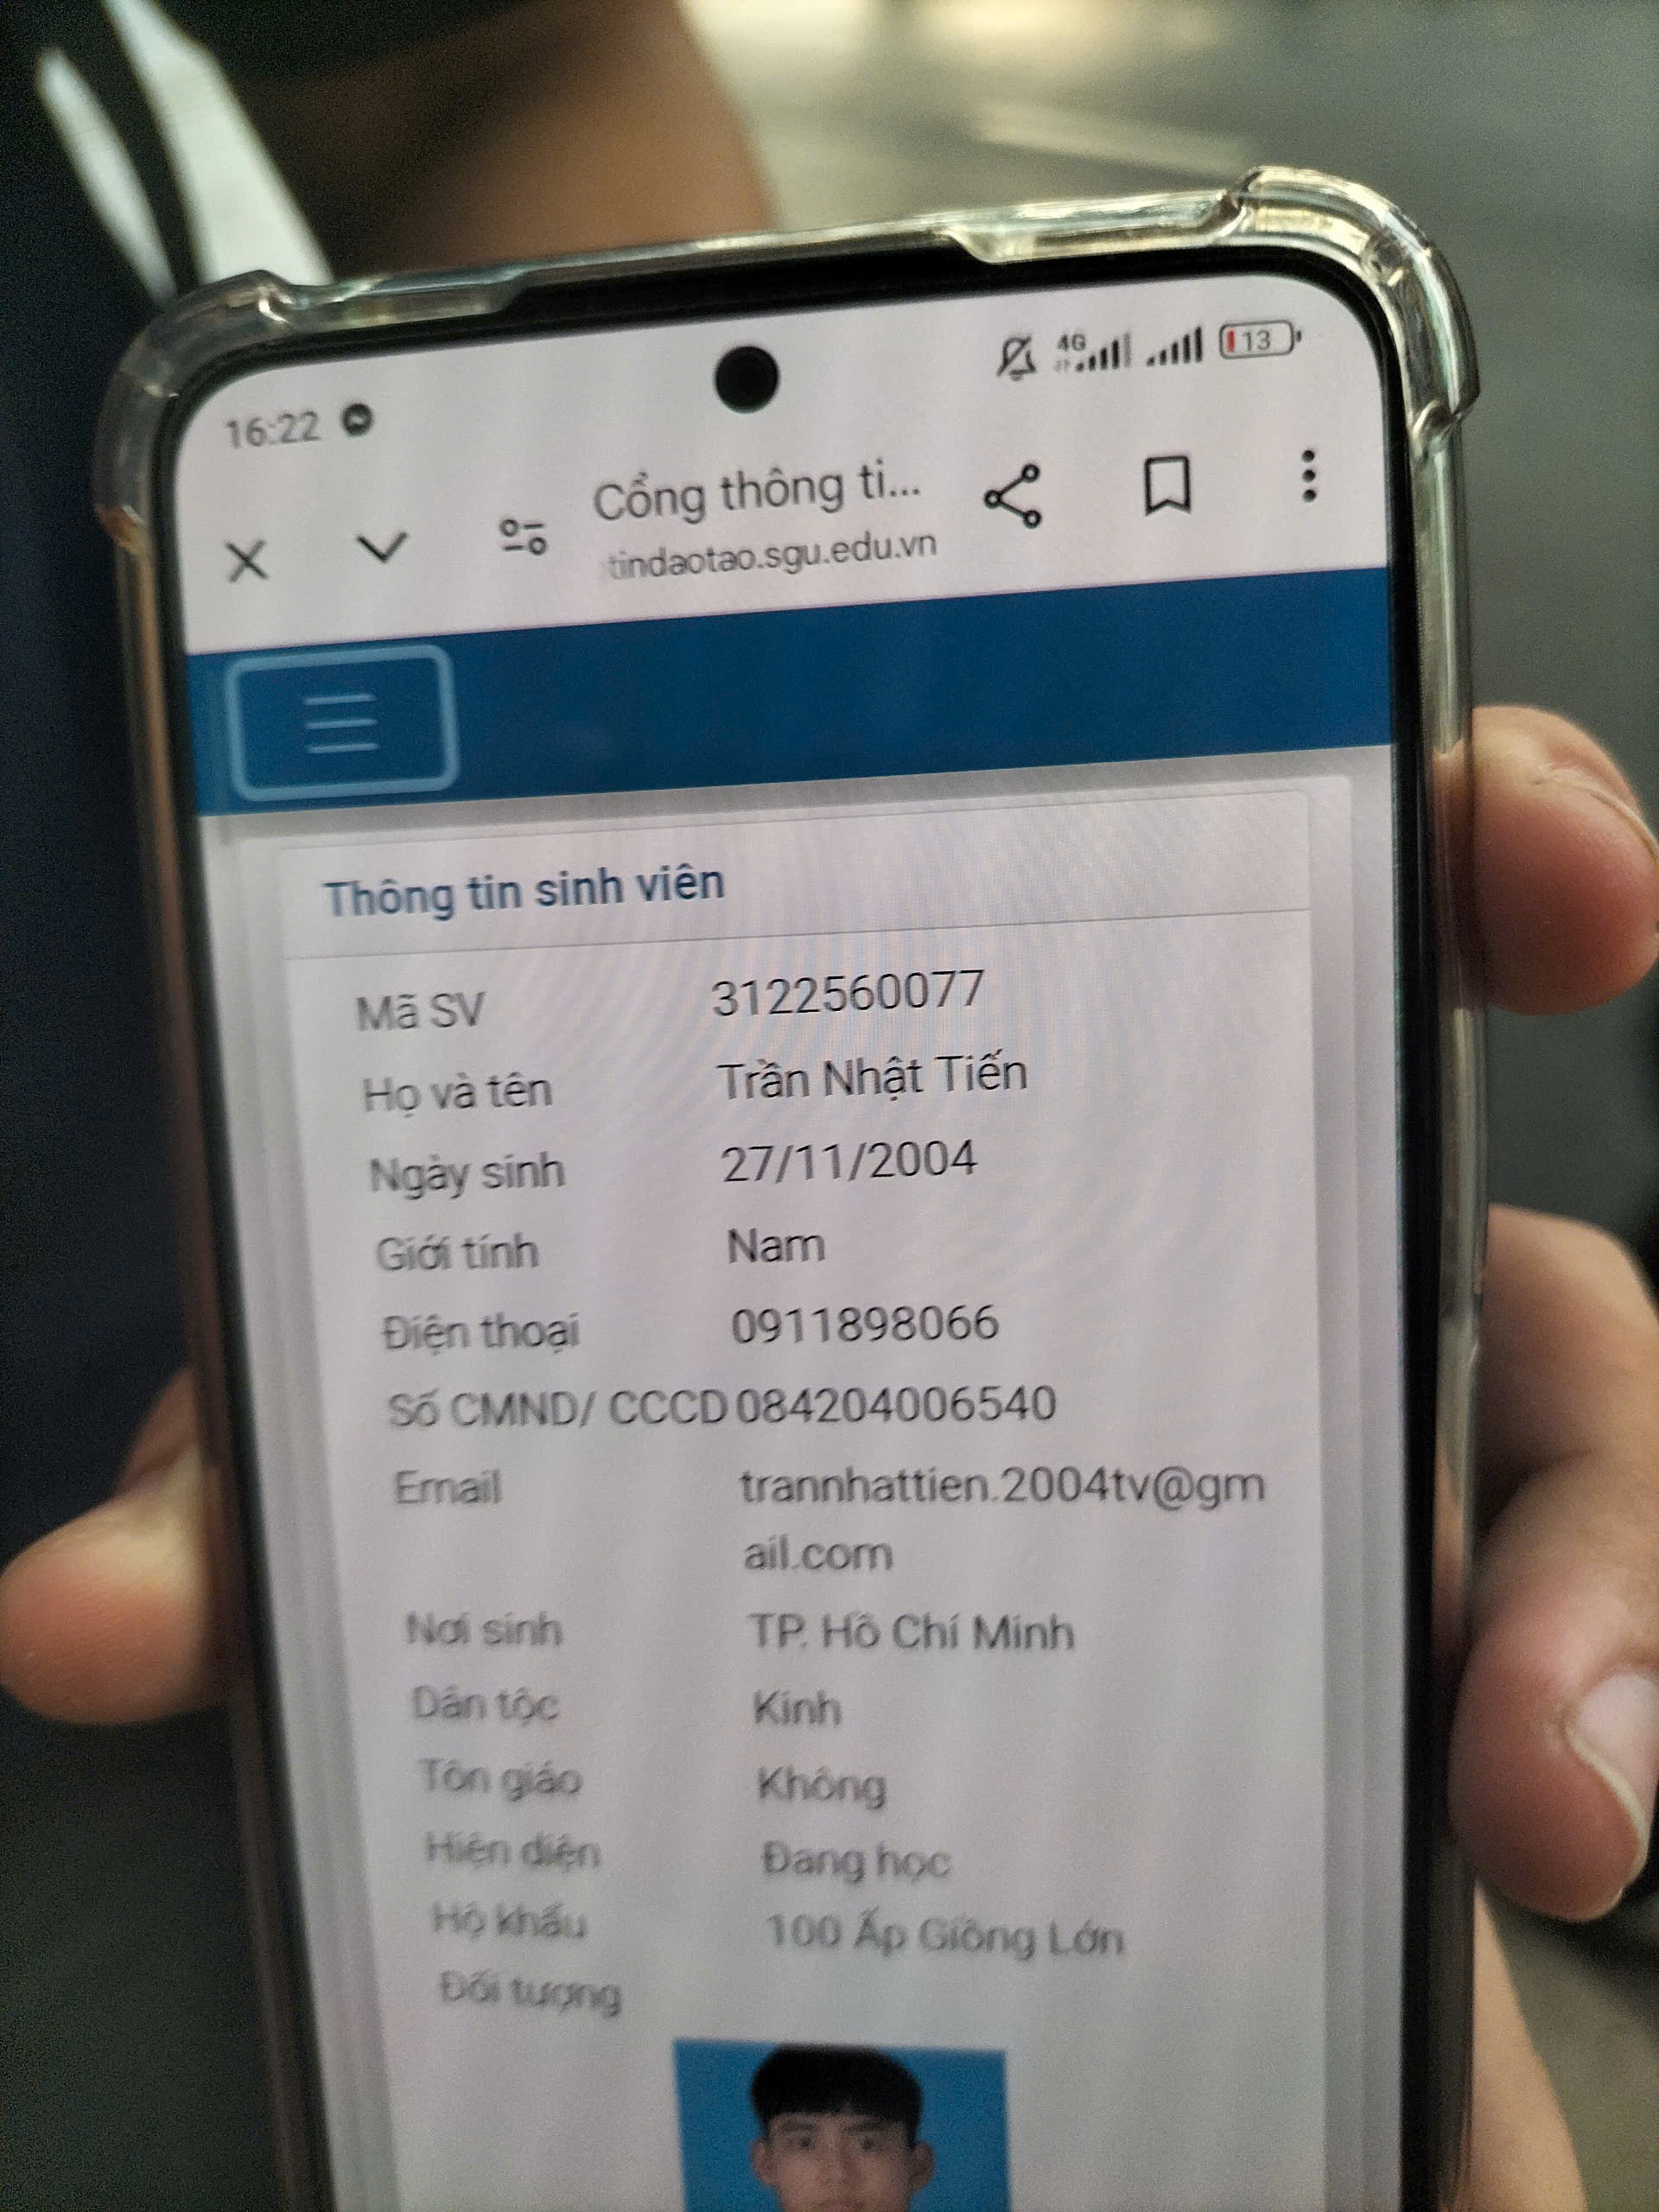 16:22
4G
13
Cổng thông ti...
tindaotao.sgu.edu.vn
Thông tin sinh viên
Mã SV 3122560077
Họ và tên Trần Nhật Tiến
Ngày sinh 27/11/2004
Giới tính Nam
Điện thoại 0911898066
Số CMND/ CCCD 084204006540
Email trannhattien.2004tv@gm
ail.com
Nơi sinh TP. Hồ Chí Minh
Dân tộc Kinh
Tôn giáo Không
Hiện diện Đang học
Hộ khẩu 100 Ấp Giồng Lớn
Đối tượng